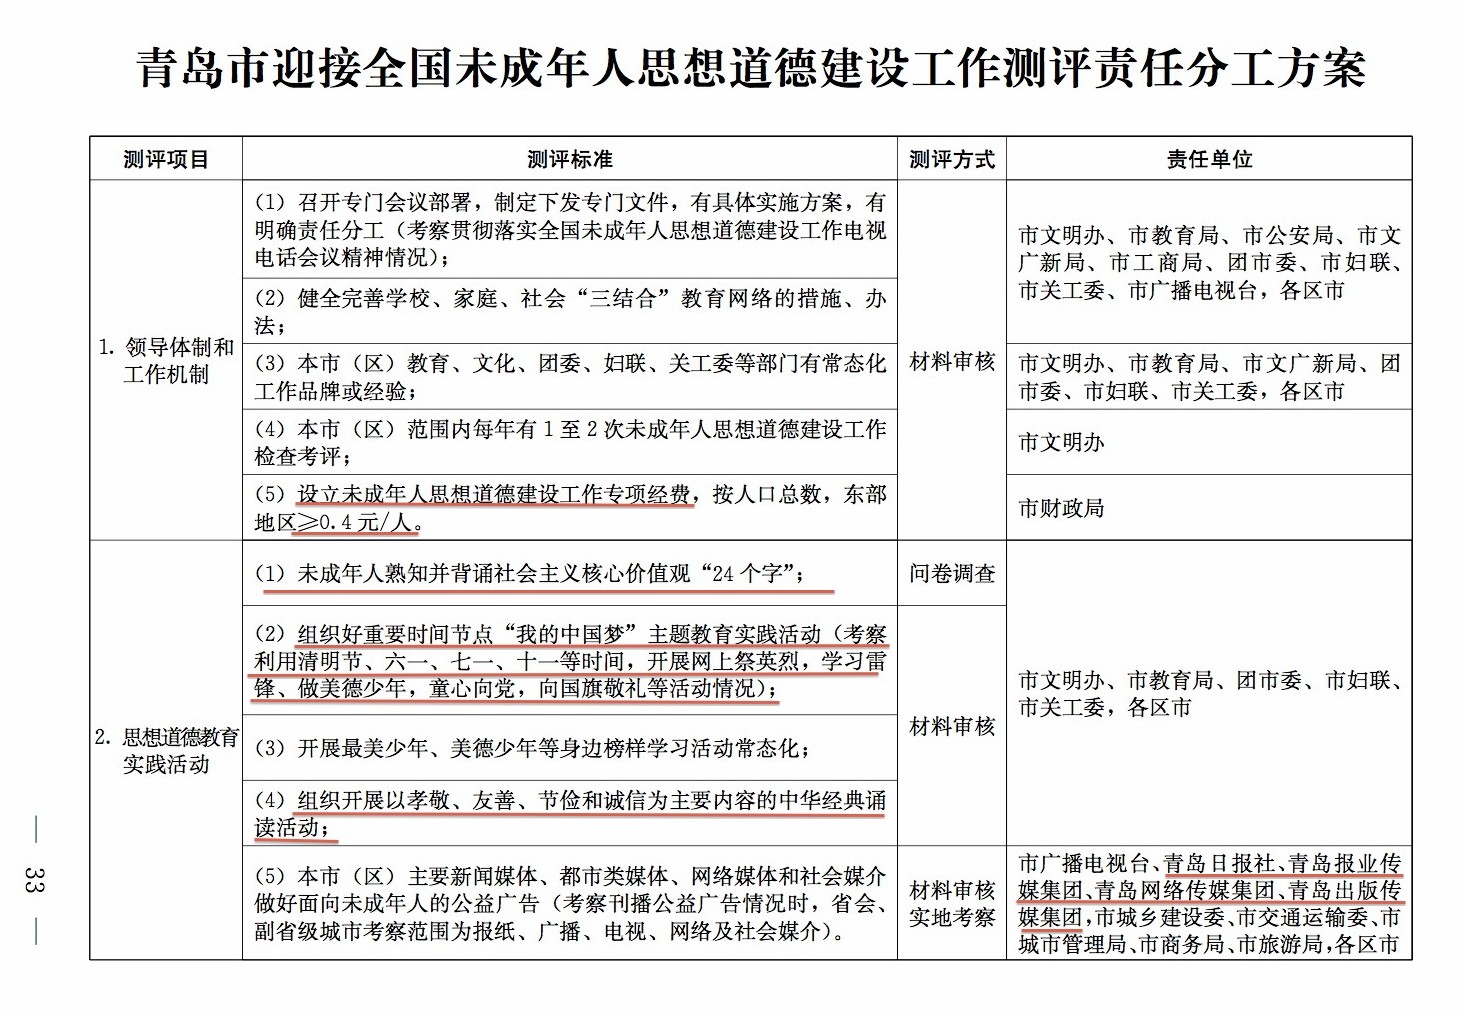 青岛市迎接全国未成年人思想道德建设工作测评责任分工方案
测评项目
测评标准
测评方式
责任单位
1. 领导体制和
工作机制
(1) 召开专门会议部署，制定下发专门文件，有具体实施方案，有
明确责任分工（考察贯彻落实全国未成年人思想道德建设工作电视
电话会议精神情况）；
(2) 健全完善学校、家庭、社会“三结合”教育网络的措施、办
法；
(3) 本市（区）教育、文化、团委、妇联、关工委等部门有常态化
工作品牌或经验；
(4) 本市（区）范围内每年有 1 至 2 次未成年人思想道德建设工作
检查考评；
(5) 设立未成年人思想道德建设工作专项经费，按人口总数，东部
地区≥0.4 元/人。
材料审核
市文明办、市教育局、市公安局、市文
广新局、市工商局、团市委、市妇联、
市关工委、市广播电视台，各区市
市文明办、市教育局、市文广新局、团
市委、市妇联、市关工委，各区市
市文明办
市财政局
2. 思想道德教育
实践活动
(1) 未成年人熟知并背诵社会主义核心价值观“24 个字”；
问卷调查
(2) 组织好重要时间节点“我的中国梦”主题教育实践活动（考察
利用清明节、六一、七一、十一等时间，开展网上祭英烈，学习雷
锋、做美德少年，童心向党，向国旗敬礼等活动情况）；
(3) 开展最美少年、美德少年等身边榜样学习活动常态化；
(4) 组织开展以孝敬、友善、节俭和诚信为主要内容的中华经典诵
读活动；
材料审核
市文明办、市教育局、团市委、市妇联、
市关工委，各区市
(5) 本市（区）主要新闻媒体、都市类媒体、网络媒体和社会媒介
做好面向未成年人的公益广告（考察刊播公益广告情况时，省会、
副省级城市考察范围为报纸、广播、电视、网络及社会媒介）。
材料审核
实地考察
市广播电视台、青岛日报社、青岛报业传
媒集团、青岛网络传媒集团、青岛出版传
媒集团，市城乡建设委、市交通运输委、市
城市管理局、市商务局、市旅游局，各区市
— 33 —